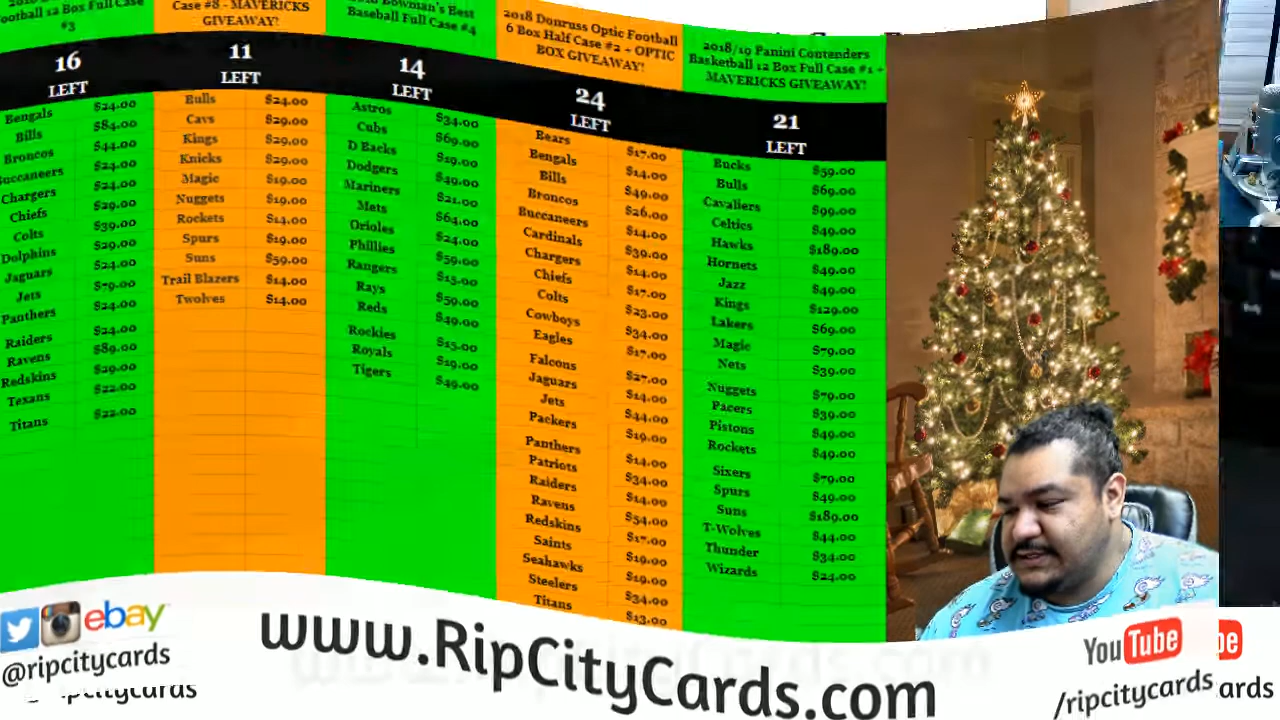 ootball 12 Box Full Case
#3
16
LEFT
Bengals $24.00
Bills $84.00
Broncos $44.00
Buccaneers $24.00
Chargers $24.00
Chiefs $29.00
Colts $39.00
Dolphins $29.00
Jaguars $24.00
Jets $79.00
Panthers $24.00
Raiders $24.00
Ravens $89.00
Redskins $29.00
Texans $22.00
Titans $22.00
Case #8 - MAVERICKS
GIVEAWAY!
11
LEFT
Bulls $24.00
Cavs $29.00
Kings $29.00
Knicks $29.00
Magic $19.00
Nuggets $19.00
Rockets $14.00
Spurs $19.00
Suns $59.00
Trail Blazers $14.00
Twolves $14.00
Bowman's Best
Baseball Full Case #4
14
LEFT
Astros $34.00
Cubs $69.00
D Backs $19.00
Dodgers $49.00
Mariners $21.00
Mets $64.00
Orioles $24.00
Phillies $59.00
Rangers $15.00
Rays $59.00
Reds $49.00
Rockies $15.00
Royals $19.00
Tigers $49.00
2018 Donruss Optic Football
6 Box Half Case #2 - OPTIC
BOX GIVEAWAY!
24
LEFT
Bears $17.00
Bengals $14.00
Bills $49.00
Broncos $26.00
Buccaneers $14.00
Cardinals $39.00
Chargers $14.00
Chiefs $17.00
Colts $23.00
Cowboys $34.00
Eagles $17.00
Falcons $27.00
Jaguars $14.00
Jets $44.00
Packers $19.00
Panthers $14.00
Patriots $34.00
Raiders $14.00
Ravens $54.00
Redskins $17.00
Saints $19.00
Seahawks $19.00
Steelers $34.00
Titans $13.00
2018/19 Panini Contenders
Basketball 12 Box Full Case #1 +
MAVERICKS GIVEAWAY!
21
LEFT
Bucks $59.00
Bulls $69.00
Cavaliers $99.00
Celtics $49.00
Hawks $189.00
Hornets $49.00
Jazz $49.00
Kings $129.00
Lakers $69.00
Magic $79.00
Nets $39.00
Nuggets $79.00
Pacers $39.00
Pistons $49.00
Rockets $49.00
Sixers $79.00
Spurs $49.00
Suns $189.00
T-Wolves $44.00
Thunder $34.00
Wizards $24.00
ebay
@ripcitycards
ripcitycards
www.RipCityCards.com
YouTube
be
/ripcitycards
ards